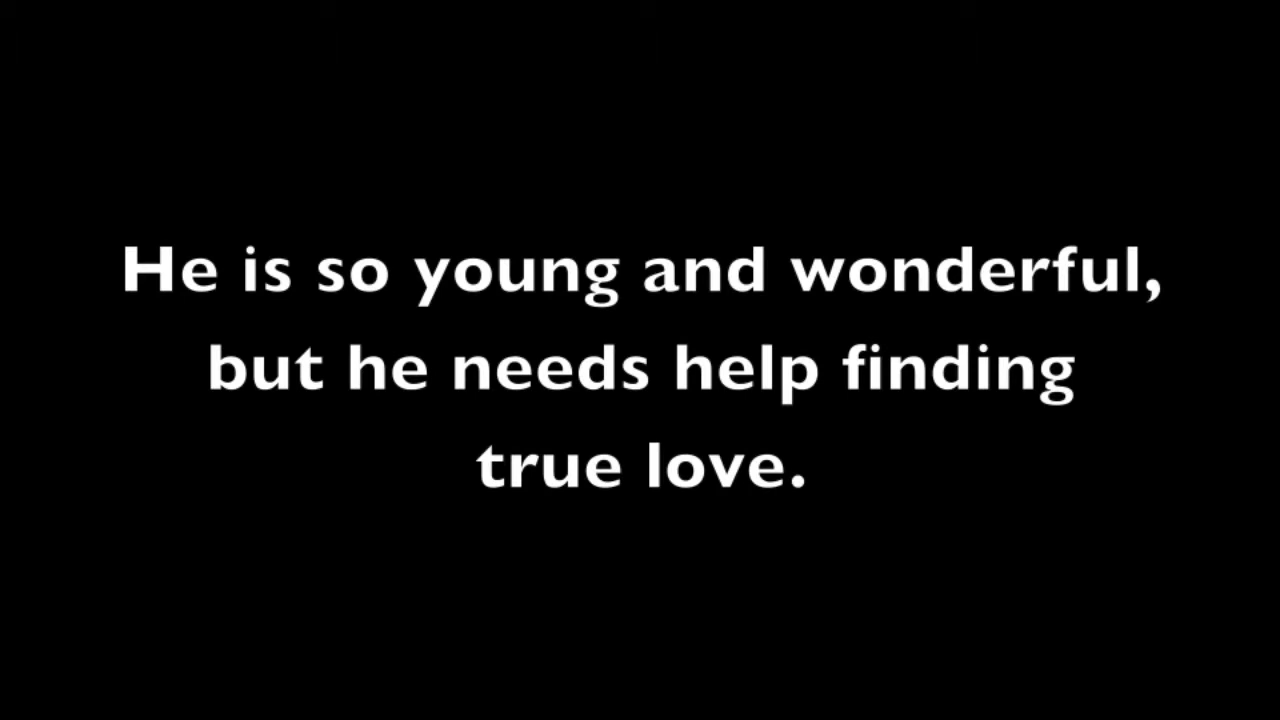 He is so young and wonderful,
but he needs help finding
true love.